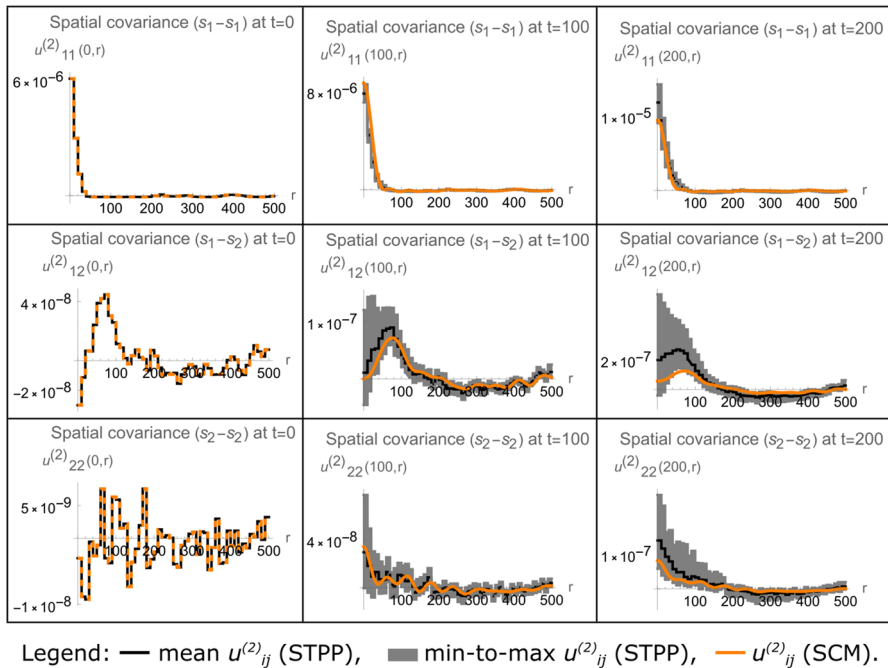 Spatial covariance (s₁−s₁) at t=0
u⁽²⁾₁₁(0,r)
6 × 10⁻⁶
r
100 200 300 400 500
Spatial covariance (s₁−s₁) at t=100
u⁽²⁾₁₁(100,r)
8 × 10⁻⁶
r
100 200 300 400 500
Spatial covariance (s₁−s₁) at t=200
u⁽²⁾₁₁(200,r)
1 × 10⁻⁵
r
100 200 300 400 500
Spatial covariance (s₁−s₂) at t=0
u⁽²⁾₁₂(0,r)
4 × 10⁻⁸
r
100 200 300 400 500
−2 × 10⁻⁸
Spatial covariance (s₁−s₂) at t=100
u⁽²⁾₁₂(100,r)
1 × 10⁻⁷
r
100 200 300 400 500
Spatial covariance (s₁−s₂) at t=200
u⁽²⁾₁₂(200,r)
2 × 10⁻⁷
r
100 200 300 400 500
Spatial covariance (s₂−s₂) at t=0
u⁽²⁾₂₂(0,r)
5 × 10⁻⁹
r
100 200 300 400 500
−1 × 10⁻⁸
Spatial covariance (s₂−s₂) at t=100
u⁽²⁾₂₂(100,r)
4 × 10⁻⁸
r
100 200 300 400 500
Spatial covariance (s₂−s₂) at t=200
u⁽²⁾₂₂(200,r)
1 × 10⁻⁷
r
100 200 300 400 500
Legend: mean u⁽²⁾ᵢⱼ (STPP), min-to-max u⁽²⁾ᵢⱼ (STPP), u⁽²⁾ᵢⱼ (SCM).